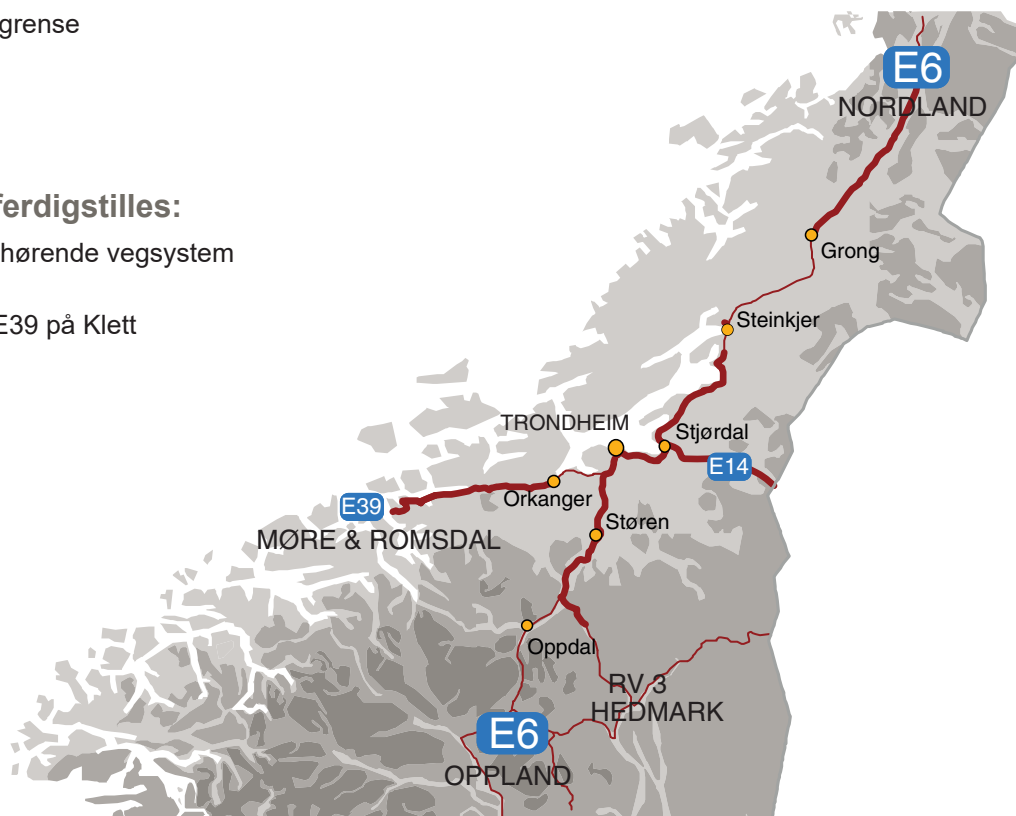 grense
ferdigstilles:
hørende vegsystem
E39 på Klett
E6
NORDLAND
Grong
Steinkjer
TRONDHEIM
Stjørdal
E14
Orkanger
E39
Støren
MØRE & ROMSDAL
Oppdal
RV 3
HEDMARK
E6
OPPLAND